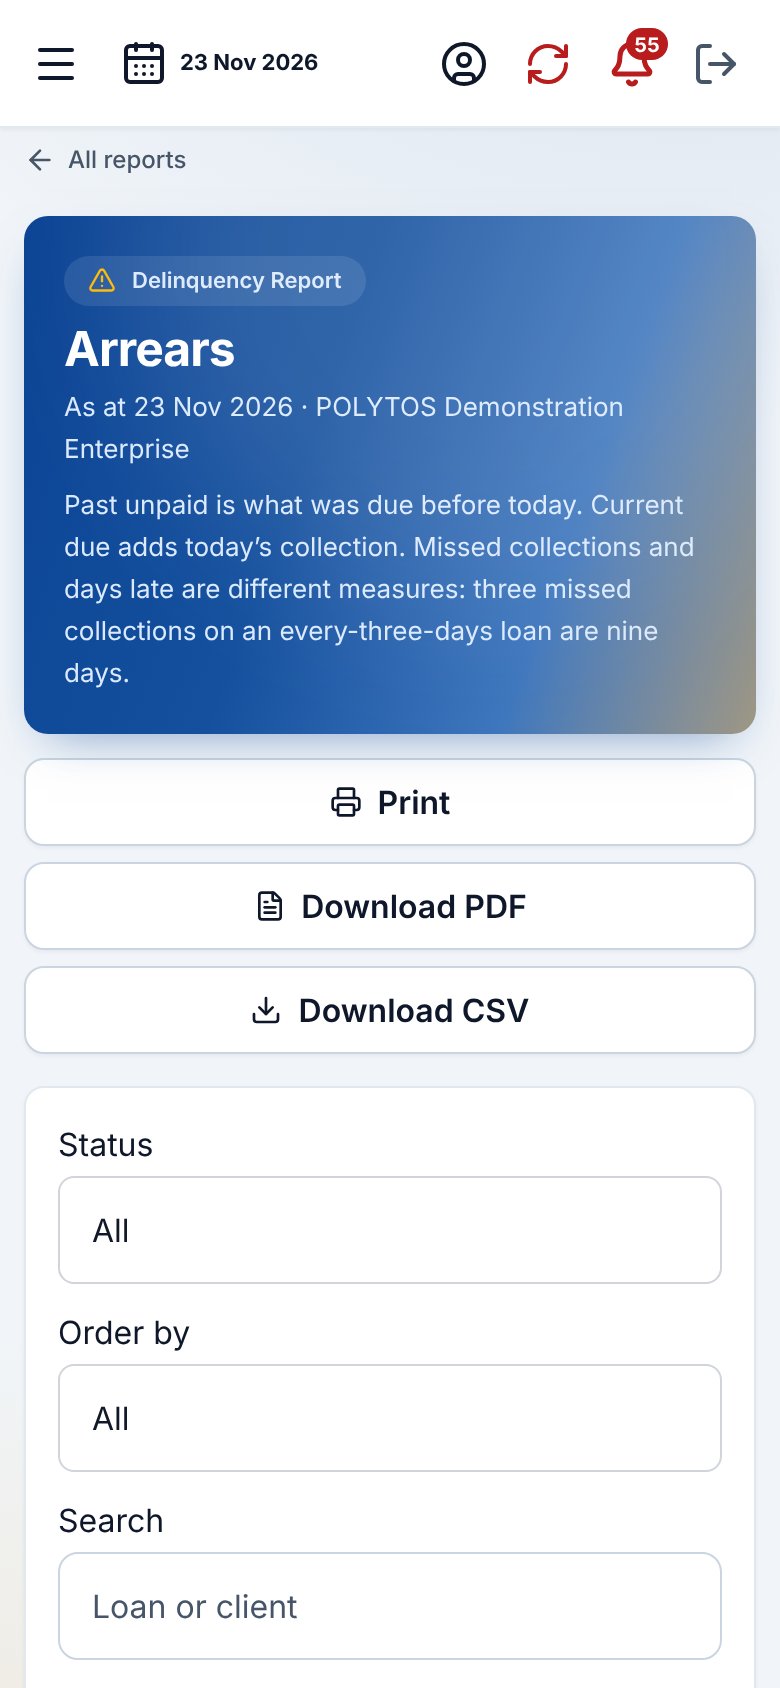 23 Nov 2026
55
All reports
Delinquency Report
Arrears
As at 23 Nov 2026 · POLYTOS Demonstration
Enterprise
Past unpaid is what was due before today. Current
due adds today’s collection. Missed collections and
days late are different measures: three missed
collections on an every-three-days loan are nine
days.
Print
Download PDF
Download CSV
Status
All
Order by
All
Search
Loan or client